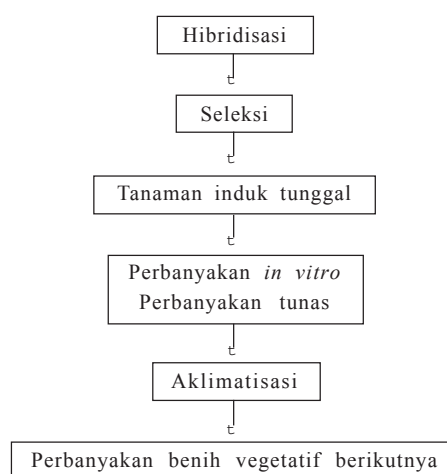 Hibridisasi
Seleksi
Tanaman induk tunggal
Perbanyakan in vitro
Perbanyakan tunas
Aklimatisasi
Perbanyakan benih vegetatif berikutnya